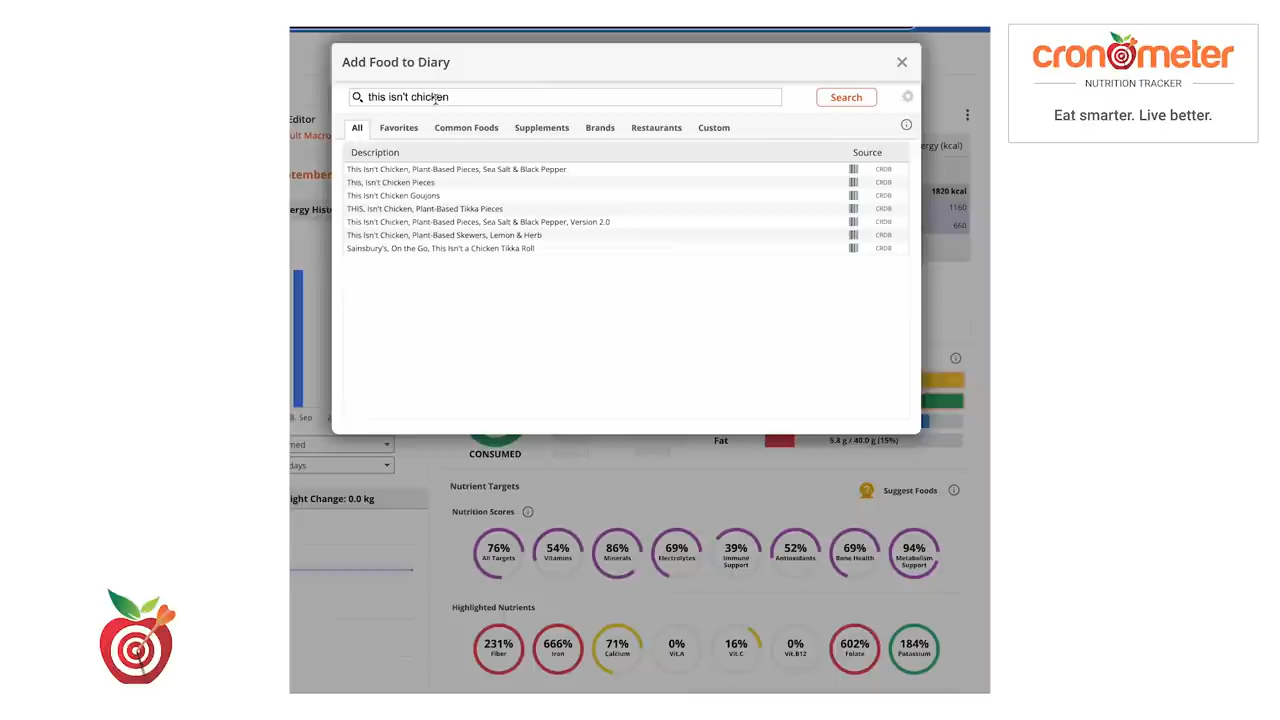 Add Food to Diary
this isn't chicken
Search
All Favorites Common Foods Supplements Brands Restaurants Custom
Description Source
This Isn't Chicken, Plant-Based Pieces, Sea Salt & Black Pepper CRDB
This, Isn't Chicken Pieces CRDB
This Isn't Chicken Goujons CRDB
THIS, Isn't Chicken, Plant-Based Tikka Pieces CRDB
This Isn't Chicken, Plant-Based Pieces, Sea Salt & Black Pepper, Version 2.0 CRDB
This Isn't Chicken, Plant-Based Skewers, Lemon & Herb CRDB
Sainsbury's, On the Go, This Isn't a Chicken Tikka Roll CRDB
Editor
ult Macro
eptember
ergy Hist
ergy (kcal)
1820 kcal
1160
660
8. Sep
med
days
ight Change: 0.0 kg
CONSUMED
Fat 5.8 g / 40.0 g (15%)
Nutrient Targets
Suggest Foods
Nutrition Scores
76% All Targets
54% Vitamins
86% Minerals
69% Electrolytes
39% Immune Support
52% Antioxidants
69% Bone Health
94% Metabolism Support
Highlighted Nutrients
231% Fiber
666% Iron
71% Calcium
0% Vit.A
16% Vit.C
0% Vit.B12
602% Folate
184% Potassium
cronometer
NUTRITION TRACKER
Eat smarter. Live better.